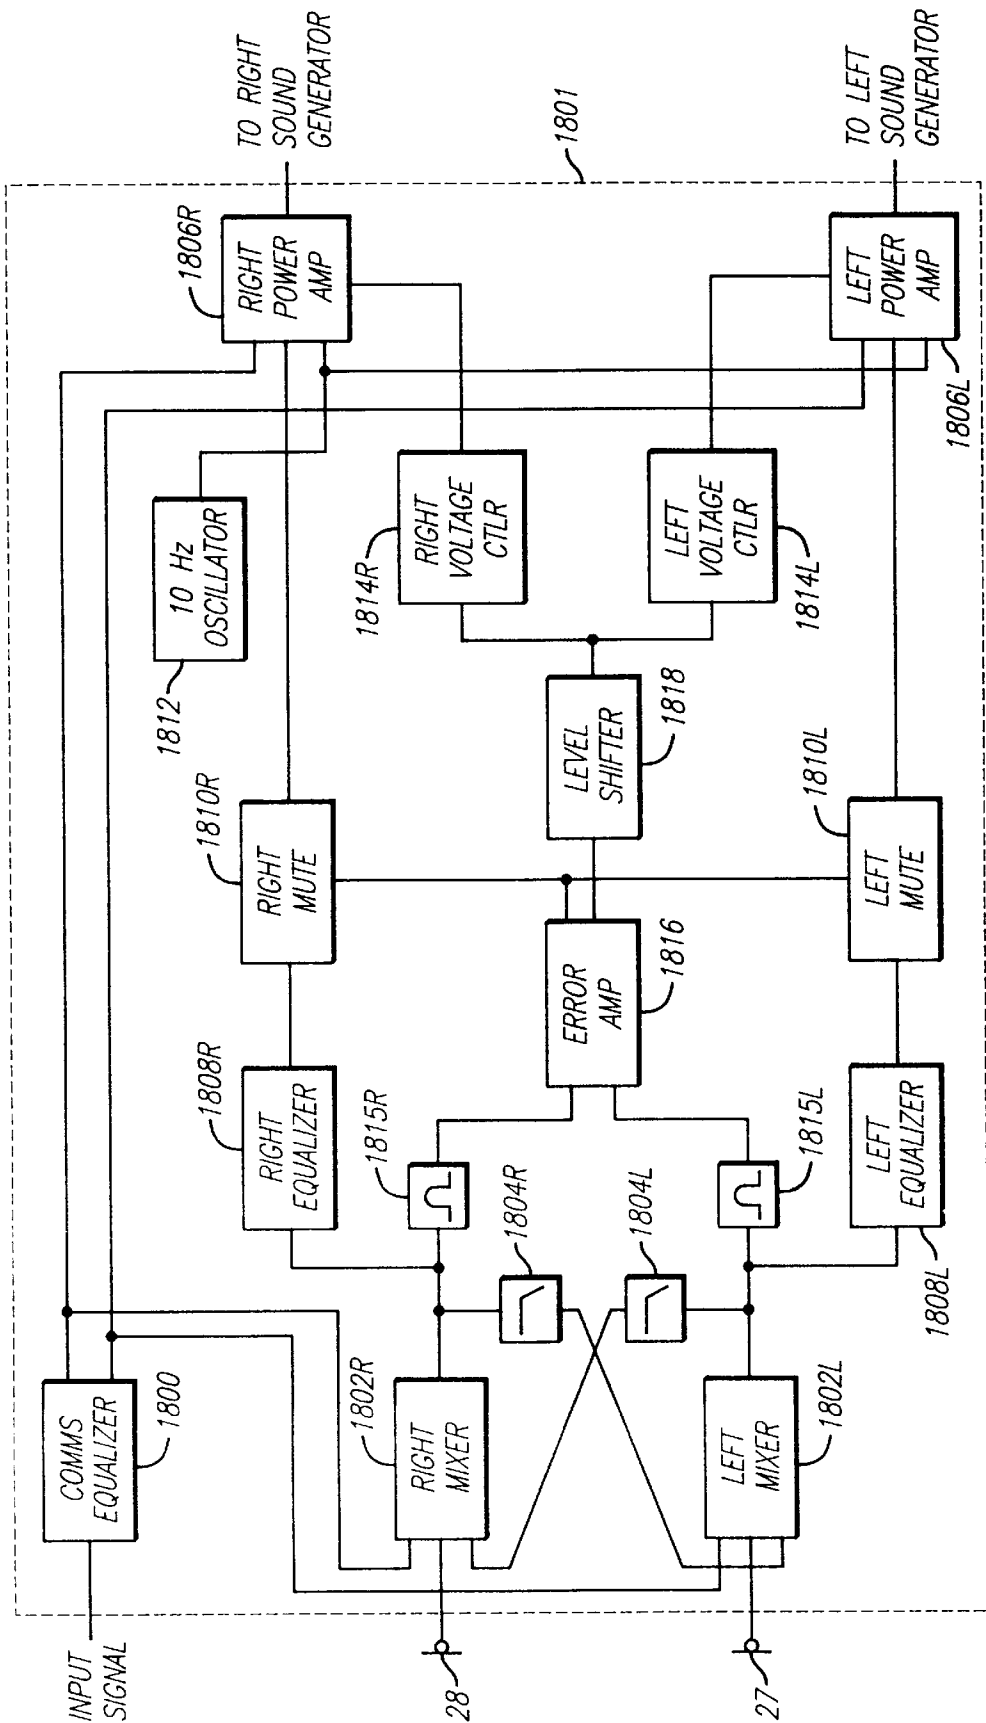 INPUT
SIGNAL
COMMS
EQUALIZER
1800
10 Hz
OSCILLATOR
1812
RIGHT
POWER
AMP
1806R
TO RIGHT
SOUND
GENERATOR
RIGHT
EQUALIZER
1808R
RIGHT
MUTE
1810R
RIGHT
VOLTAGE
CTLR
1814R
28
RIGHT
MIXER
1802R
1815R
1804R
ERROR
AMP
1816
LEVEL
SHIFTER
1818
1801
1804L
1815L
27
LEFT
MIXER
1802L
LEFT
VOLTAGE
CTLR
1814L
LEFT
EQUALIZER
1808L
LEFT
MUTE
1810L
LEFT
POWER
AMP
1806L
TO LEFT
SOUND
GENERATOR